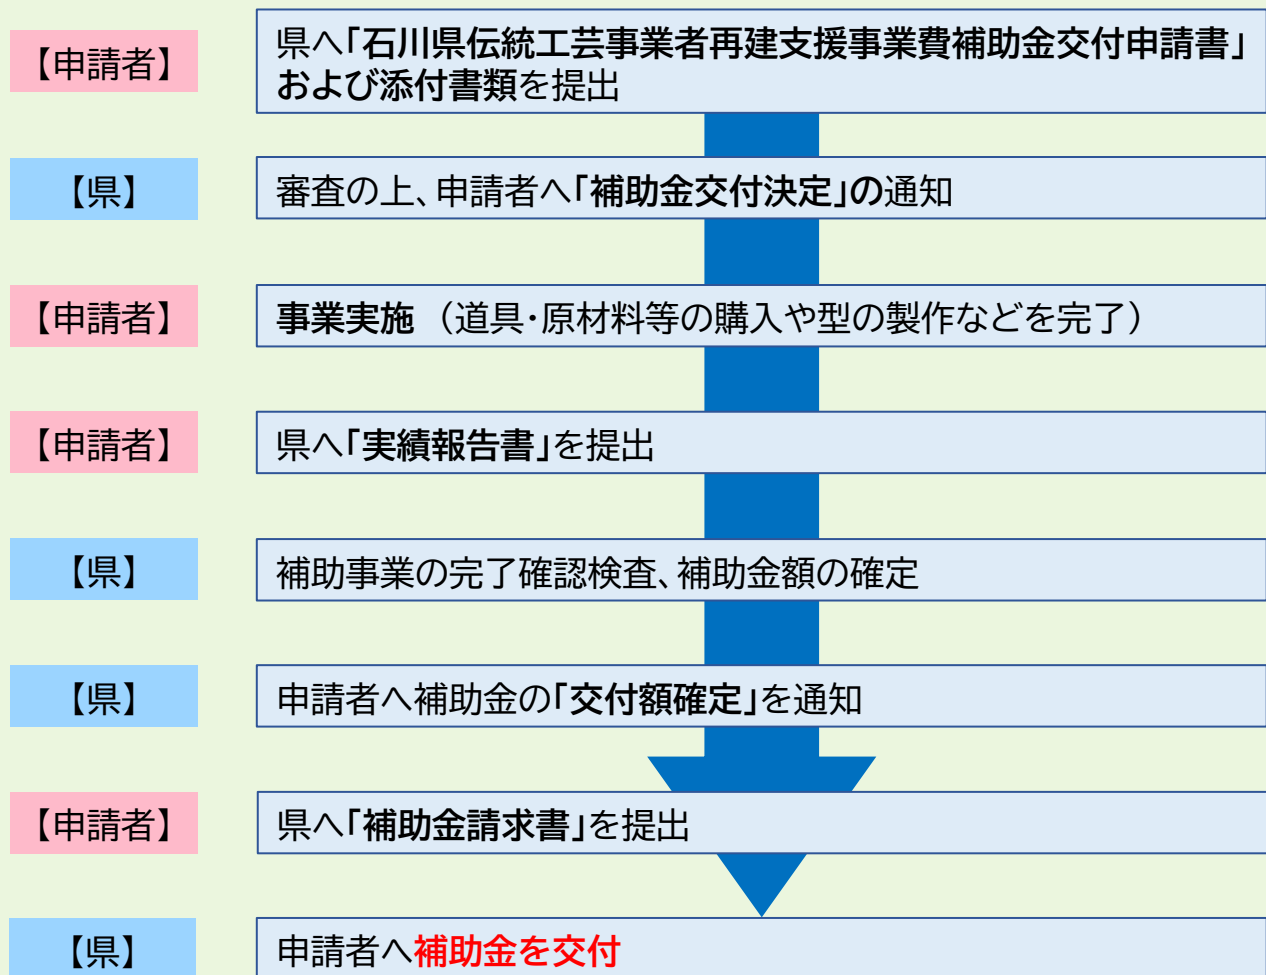 【申請者】
県へ「石川県伝統工芸事業者再建支援事業費補助金交付申請書」
および添付書類を提出
【県】
審査の上、申請者へ「補助金交付決定」の通知
【申請者】
事業実施 （道具・原材料等の購入や型の製作などを完了）
【申請者】
県へ「実績報告書」を提出
【県】
補助事業の完了確認検査、補助金額の確定
【県】
申請者へ補助金の「交付額確定」を通知
【申請者】
県へ「補助金請求書」を提出
【県】
申請者へ補助金を交付